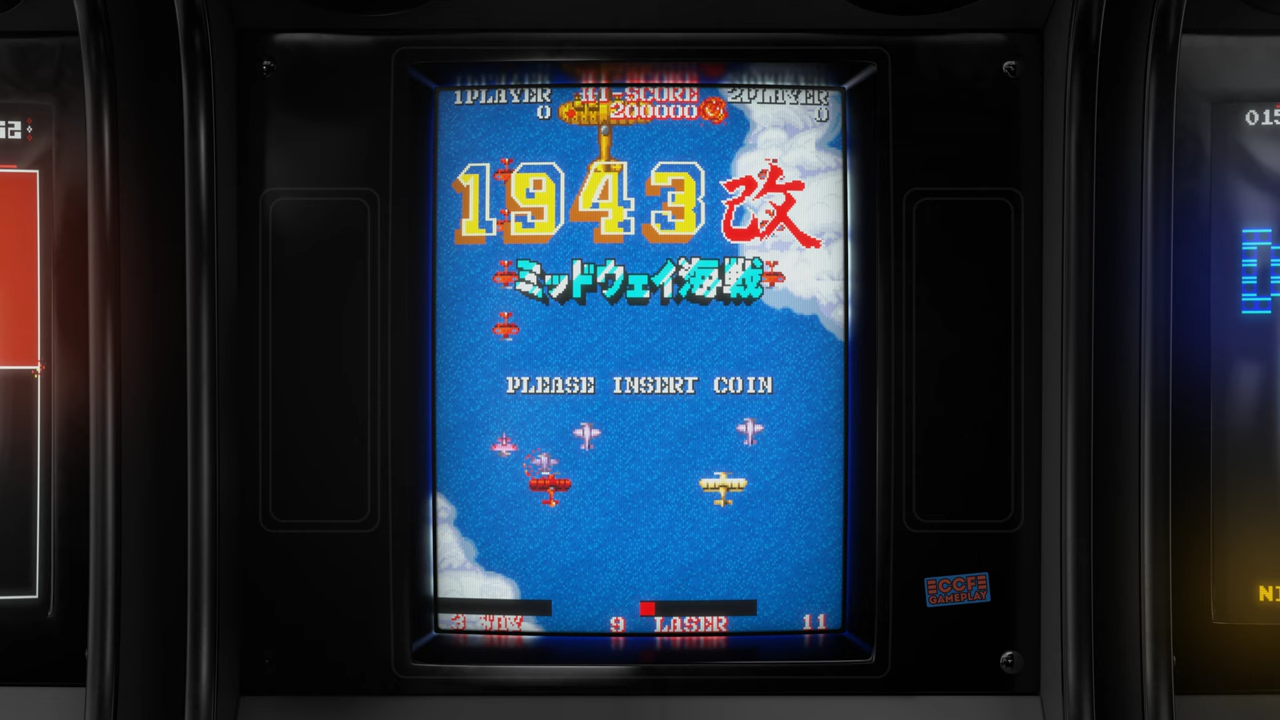 1PLAYER HI-SCORE 2PLAYER
0 200000 0
1943改
ミッドウェイ海戦
PLEASE INSERT COIN
CCF
GAMEPLAY
3 WAY 9 LASER 11